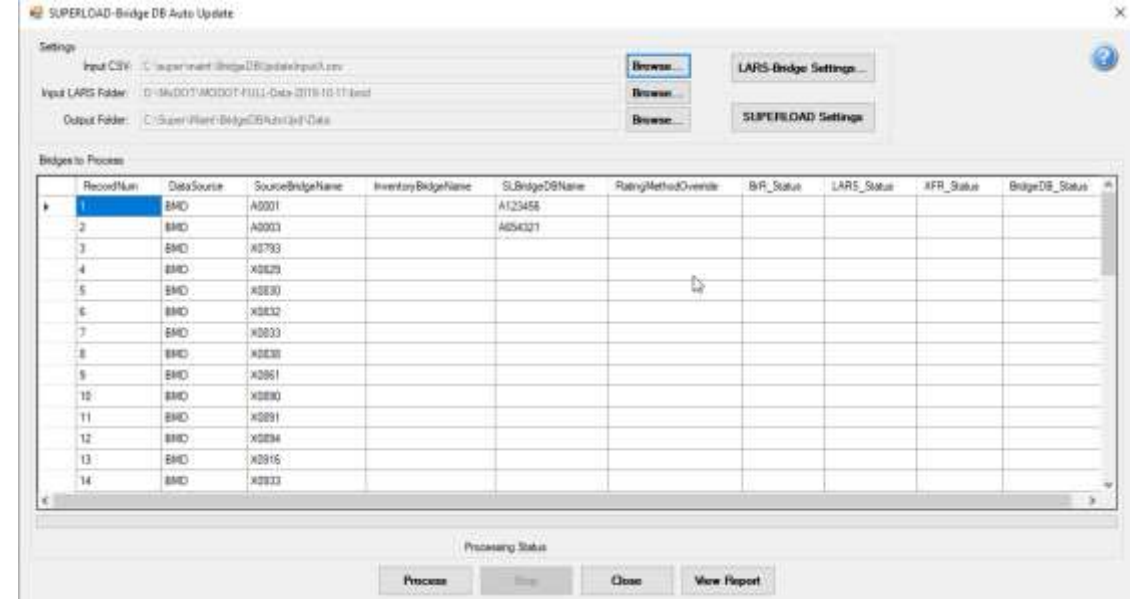 SUPERLOAD-Bridge DB Auto Update
Settings
Input CSV:
Browse...
LARS-Bridge Settings...
Input LARS Folder:
Browse...
Output Folder:
Browse...
SUPERLOAD Settings
Bridges to Process
RecordNum DataSource SourceBridgeName InventoryBridgeName SLBridgeDBName RatingMethodOverride BrR_Status LARS_Status XFR_Status BridgeDB_Status
1 BMD A0001 A123456
2 BMD A0003 A654321
3 BMD X0793
4 BMD X0829
5 BMD X0830
6 BMD X0832
7 BMD X0833
8 BMD X0838
9 BMD X0861
10 BMD X0890
11 BMD X0891
12 BMD X0894
13 BMD X0916
14 BMD X0933
Processing Status
Process Stop Close View Report